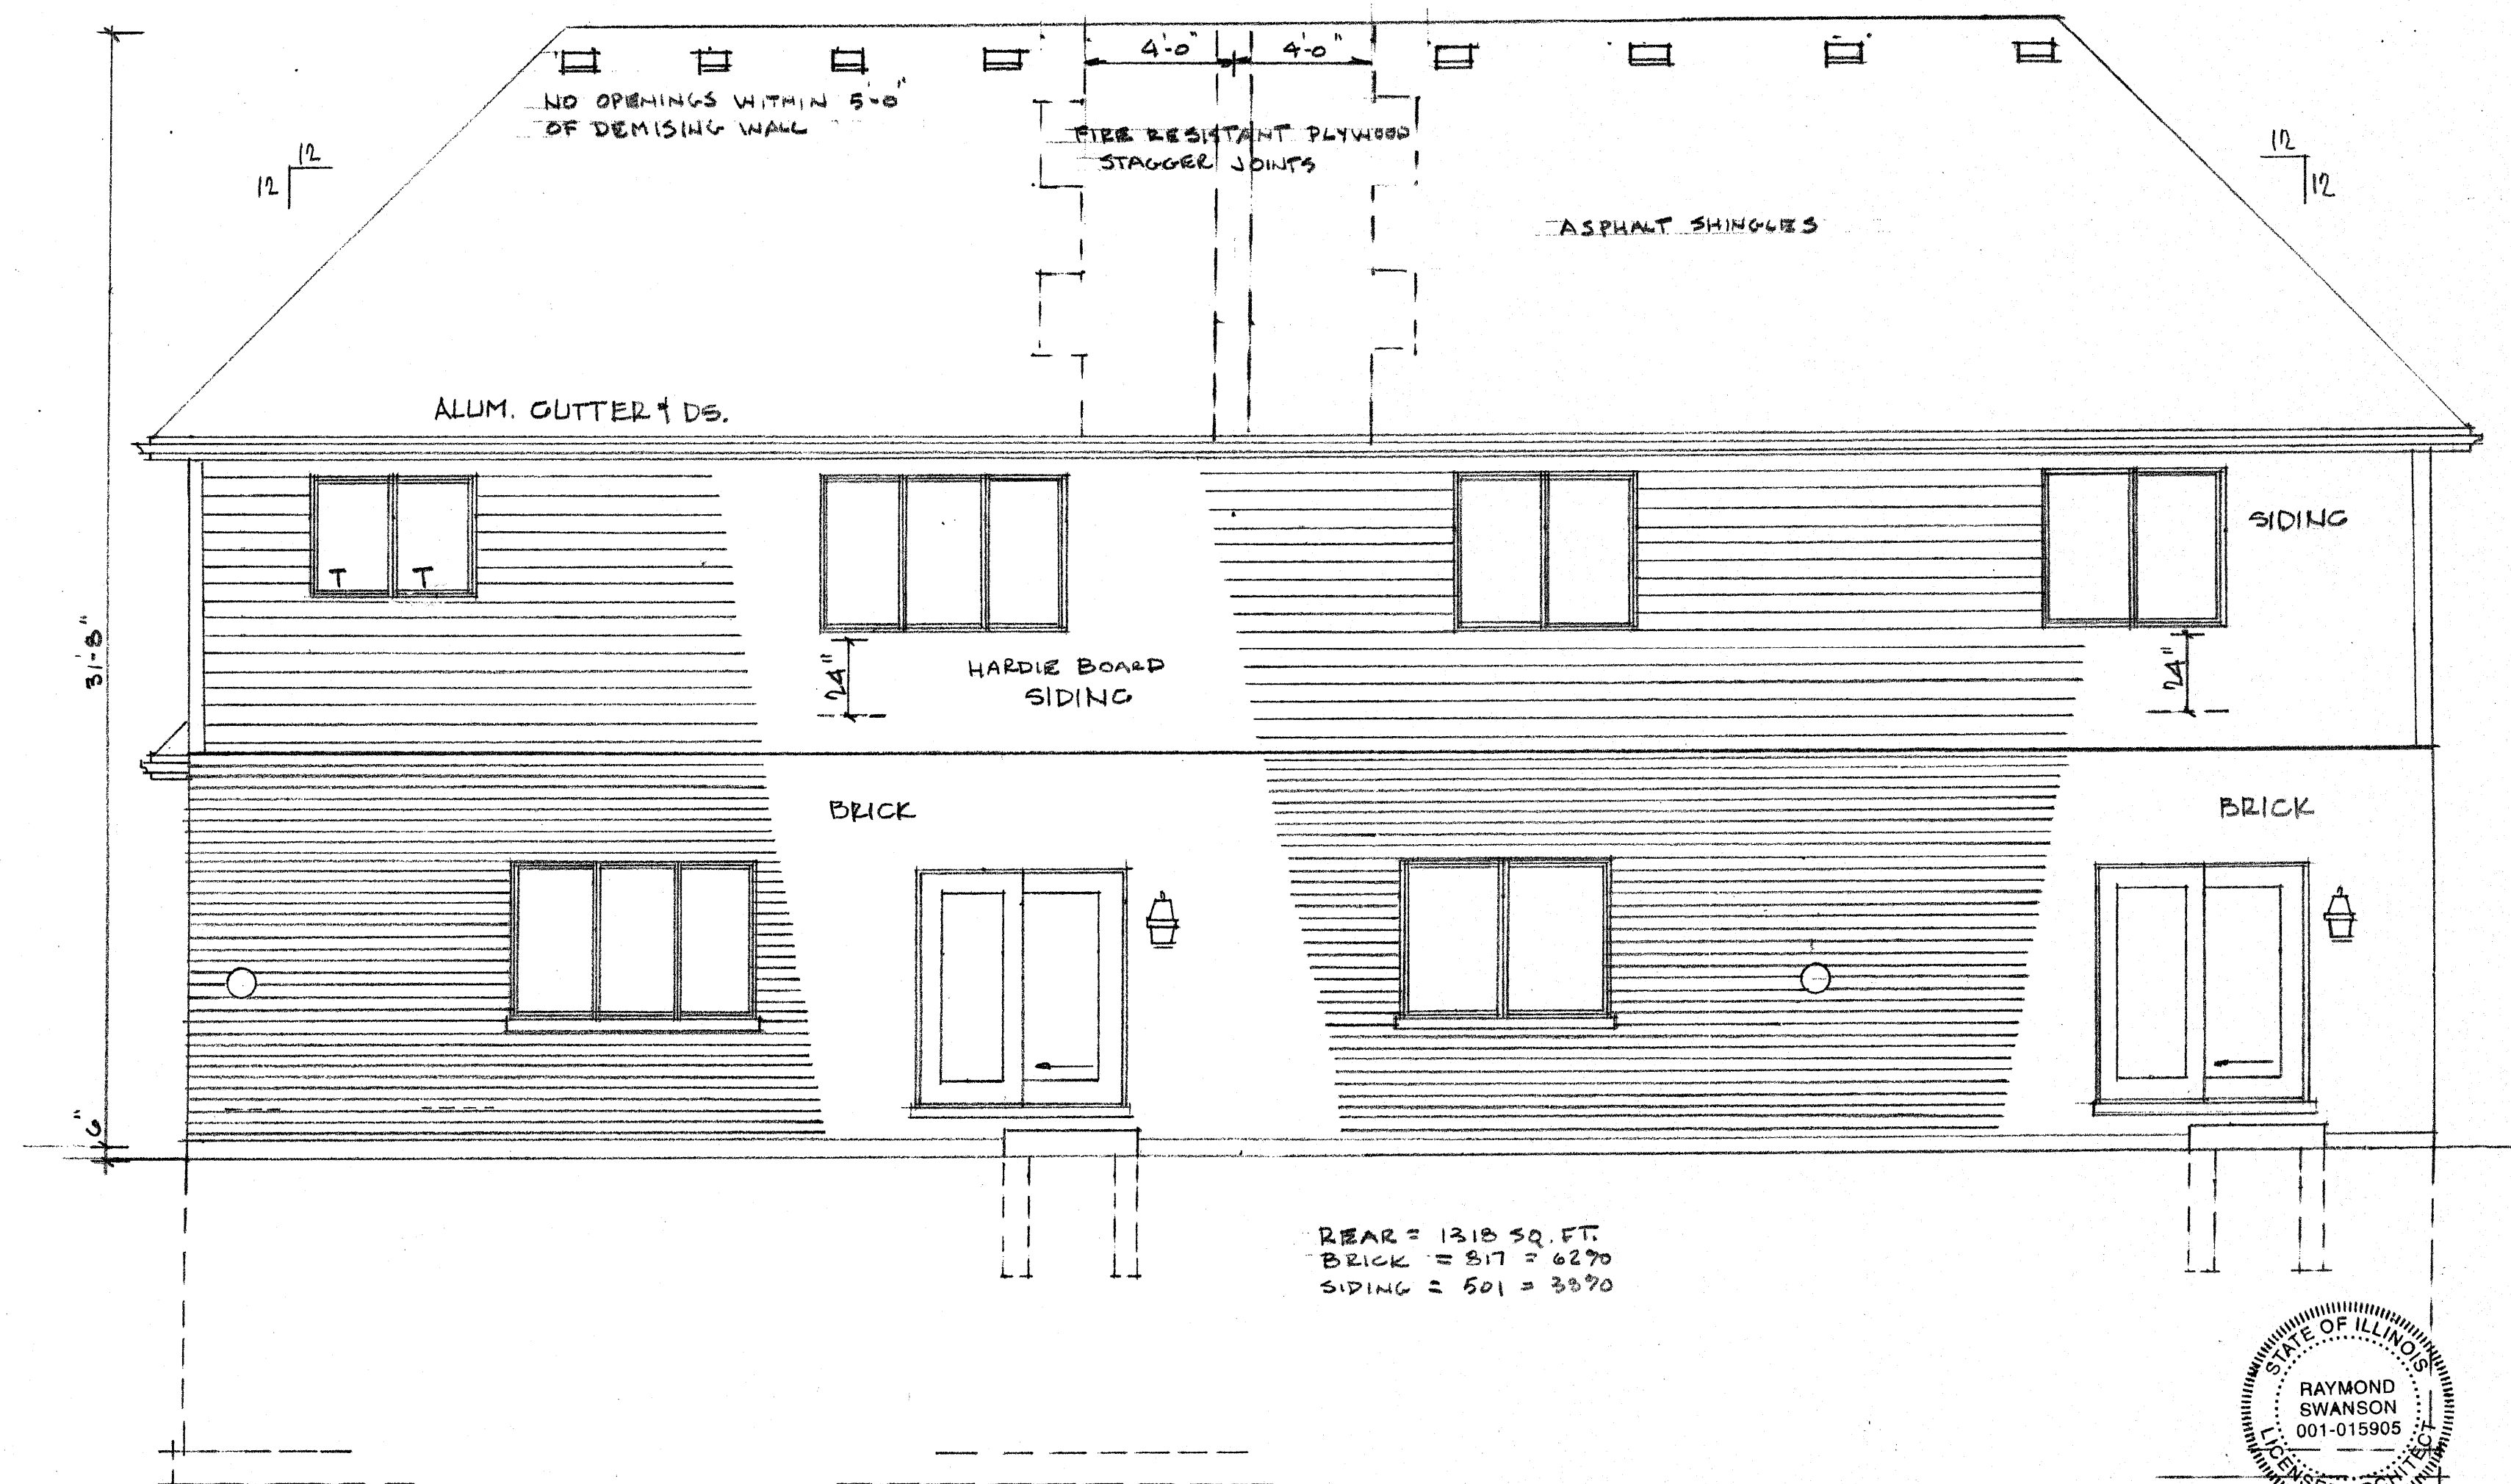 4'-0" 4'-0"
NO OPENINGS WITHIN 5'-0"
OF DEMISING WALL
FIRE RESISTANT PLYWOOD
STAGGER JOINTS
12
12
12
12
ASPHALT SHINGLES
ALUM. GUTTER & DS.
SIDING
T T
31'-8"
24"
HARDIE BOARD
SIDING
24"
BRICK
BRICK
6"
REAR = 1318 SQ. FT.
BRICK = 817 = 62%
SIDING = 501 = 38%
STATE OF ILLINOIS
RAYMOND
SWANSON
001-015905